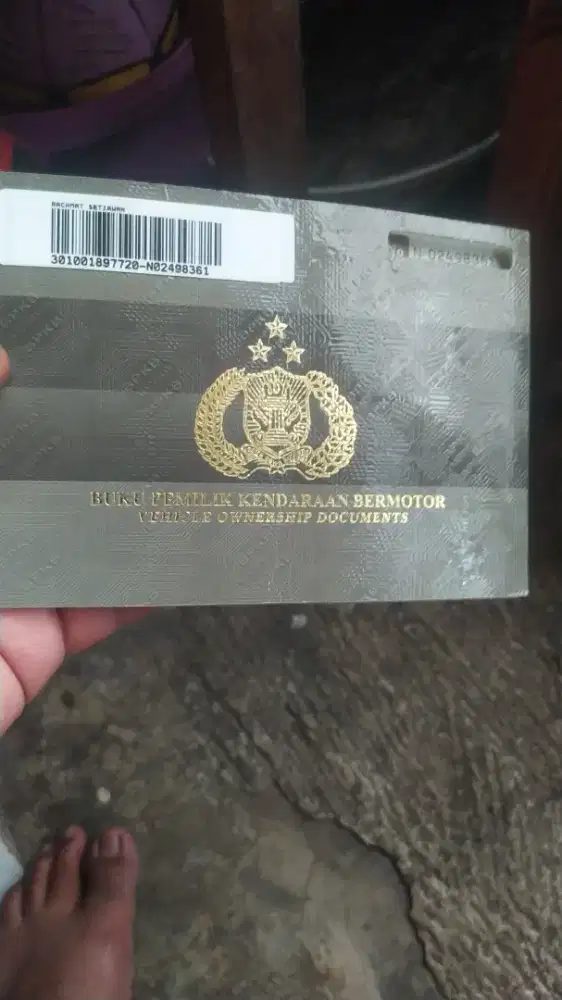 RACHMAT SETIAWAN
301001897720-N02498361
BUKU PEMILIK KENDARAAN BERMOTOR
VEHICLE OWNERSHIP DOCUMENTS